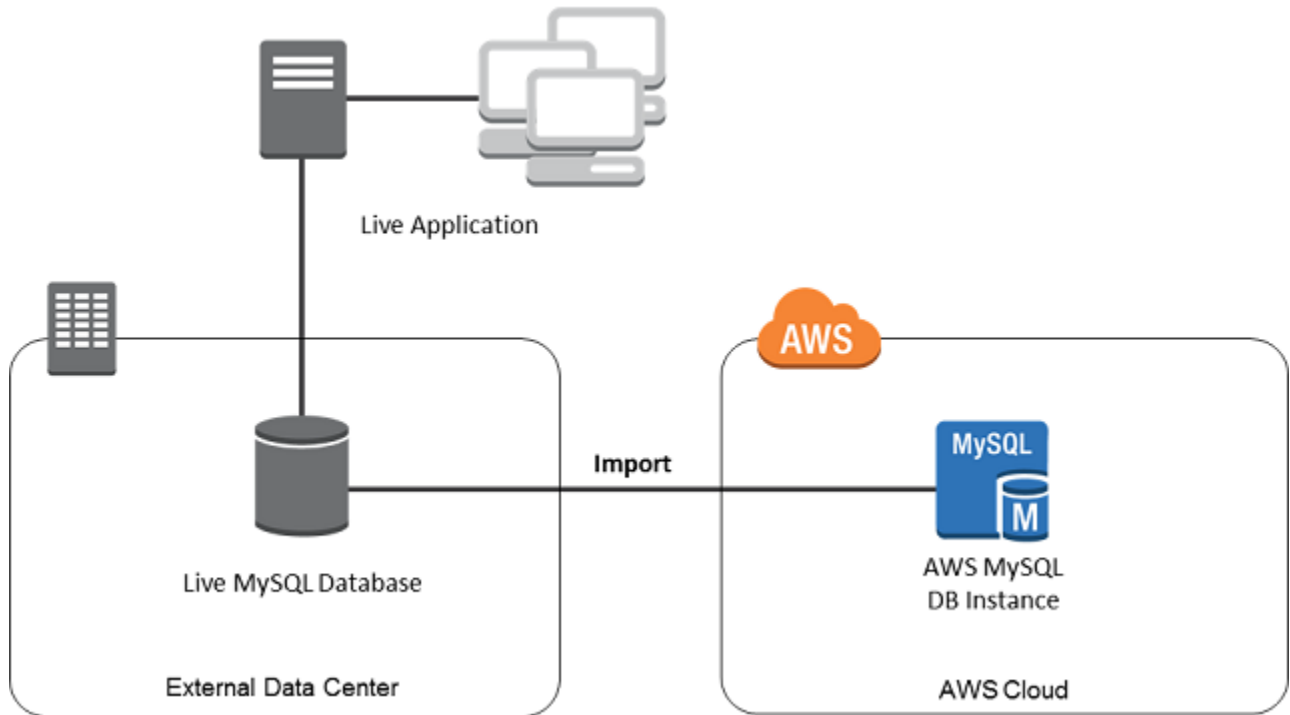 Live Application
AWS
MySQL
Import
M
Live MySQL Database
AWS MySQL
DB Instance
External Data Center
AWS Cloud